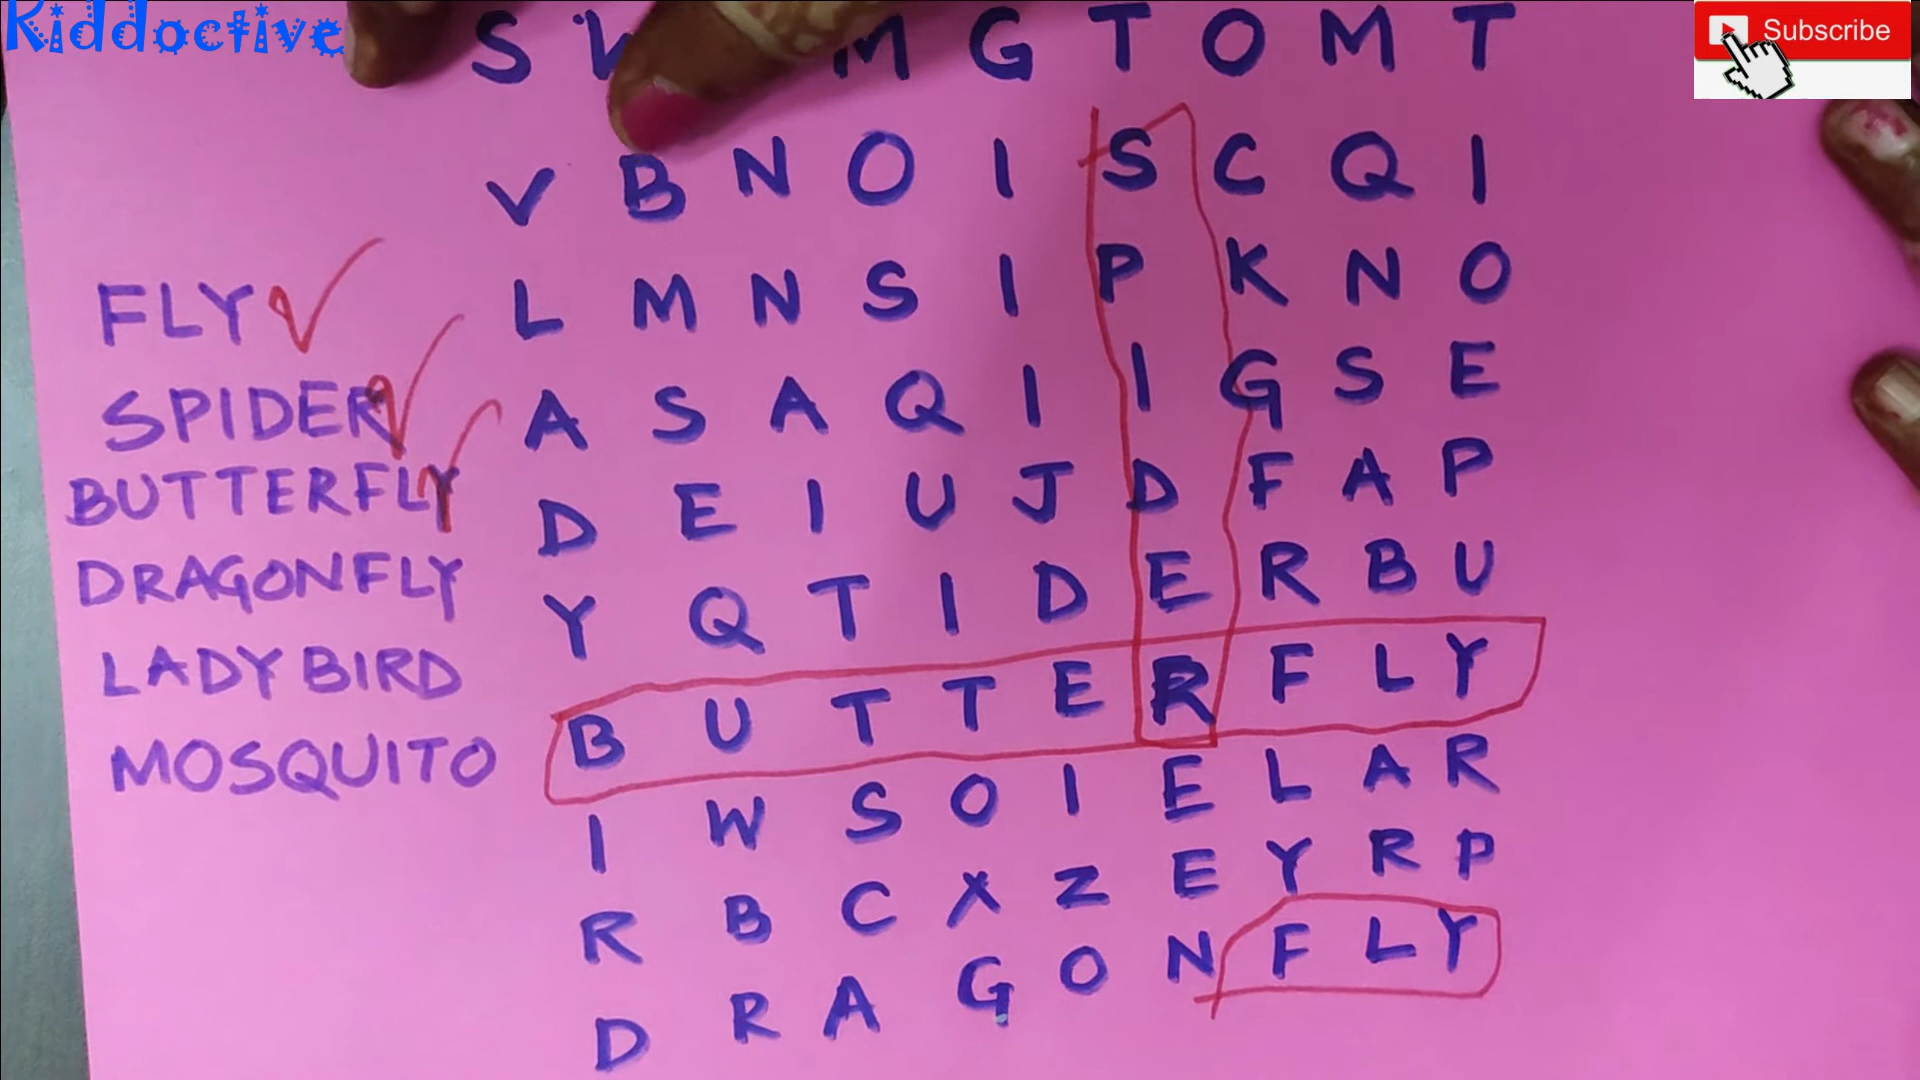 Kiddoctive
Subscribe
S M G T O M T
V B N O I S C Q I
L M N S I P K N O
A S A Q I I G S E
D E I U J D F A P
Y Q T I D E R B U
B U T T E R F L Y
I W S O I E L A R
R B C X Z E Y R P
D R A G O N F L Y
FLY
SPIDER
BUTTERFLY
DRAGONFLY
LADY BIRD
MOSQUITO